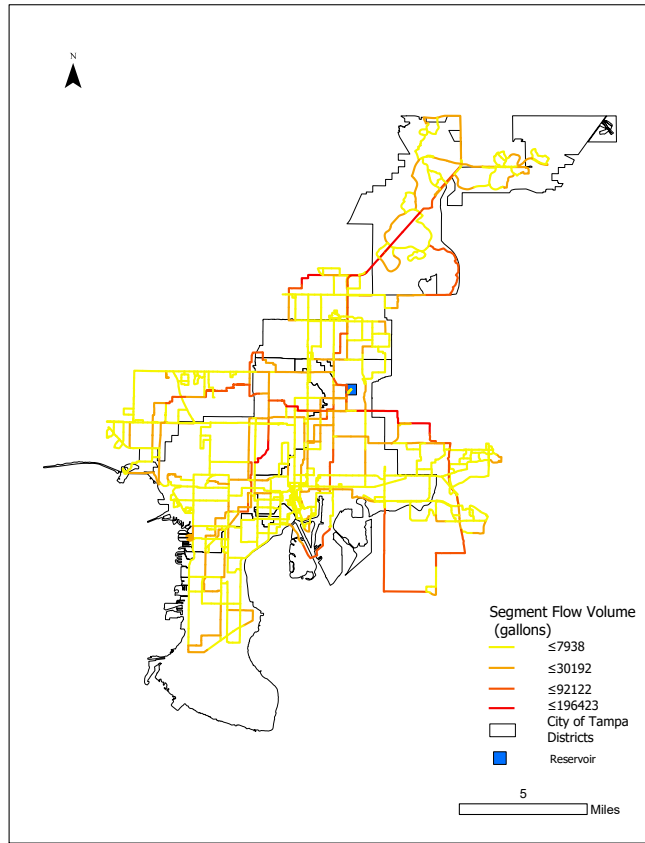 N
Segment Flow Volume
(gallons)
≤7938
≤30192
≤92122
≤196423
City of Tampa
Districts
Reservoir
5
Miles